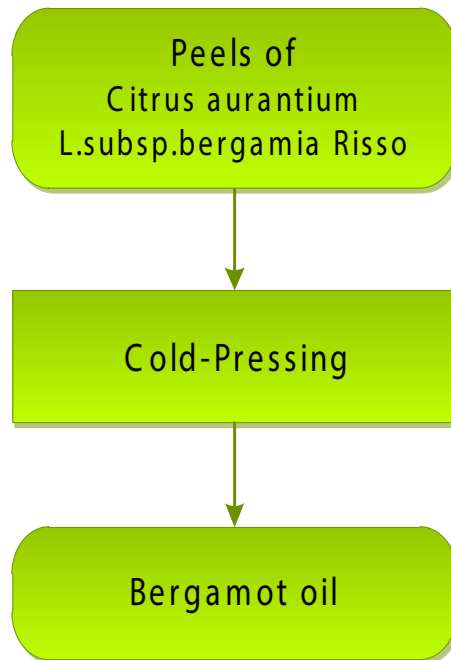 Peels of
Citrus aurantium
L.subsp.bergamia Risso
Cold-Pressing
Bergamot oil